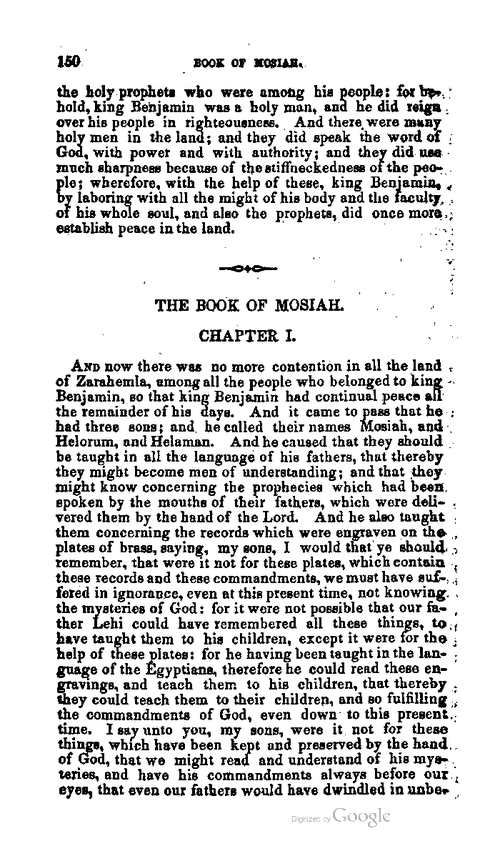 150
BOOK OF MOSIAH.
the holy prophets who were among his people: for be-
hold, king Benjamin was a holy man, and he did reign
over his people in righteousness. And there were many
holy men in the land; and they did speak the word of
God, with power and with authority; and they did use
much sharpness because of the stiffneckedness of the peo-
ple; wherefore, with the help of these, king Benjamin,
by laboring with all the might of his body and the faculty
of his whole soul, and also the prophets, did once more
establish peace in the land.
THE BOOK OF MOSIAH.
CHAPTER I.
AND now there was no more contention in all the land
of Zarahemla, among all the people who belonged to king
Benjamin, so that king Benjamin had continual peace all
the remainder of his days. And it came to pass that he
had three sons; and he called their names Mosiah, and
Helorum, and Helaman. And he caused that they should
be taught in all the language of his fathers, that thereby
they might become men of understanding; and that they
might know concerning the prophecies which had been
spoken by the mouths of their fathers, which were deli-
vered them by the hand of the Lord. And he also taught
them concerning the records which were engraven on the
plates of brass, saying, my sons, I would that ye should
remember, that were it not for these plates, which contain
these records and these commandments, we must have suf-
fered in ignorance, even at this present time, not knowing
the mysteries of God: for it were not possible that our fa-
ther Lehi could have remembered all these things, to
have taught them to his children, except it were for the
help of these plates: for he having been taught in the lan-
guage of the Egyptians, therefore he could read these en-
gravings, and teach them to his children, that thereby
they could teach them to their children, and so fulfilling
the commandments of God, even down to this present
time. I say unto you, my sons, were it not for these
things, which have been kept and preserved by the hand
of God, that we might read and understand of his mys-
teries, and have his commandments always before our
eyes, that even our fathers would have dwindled in unbe-
Digitized by Google